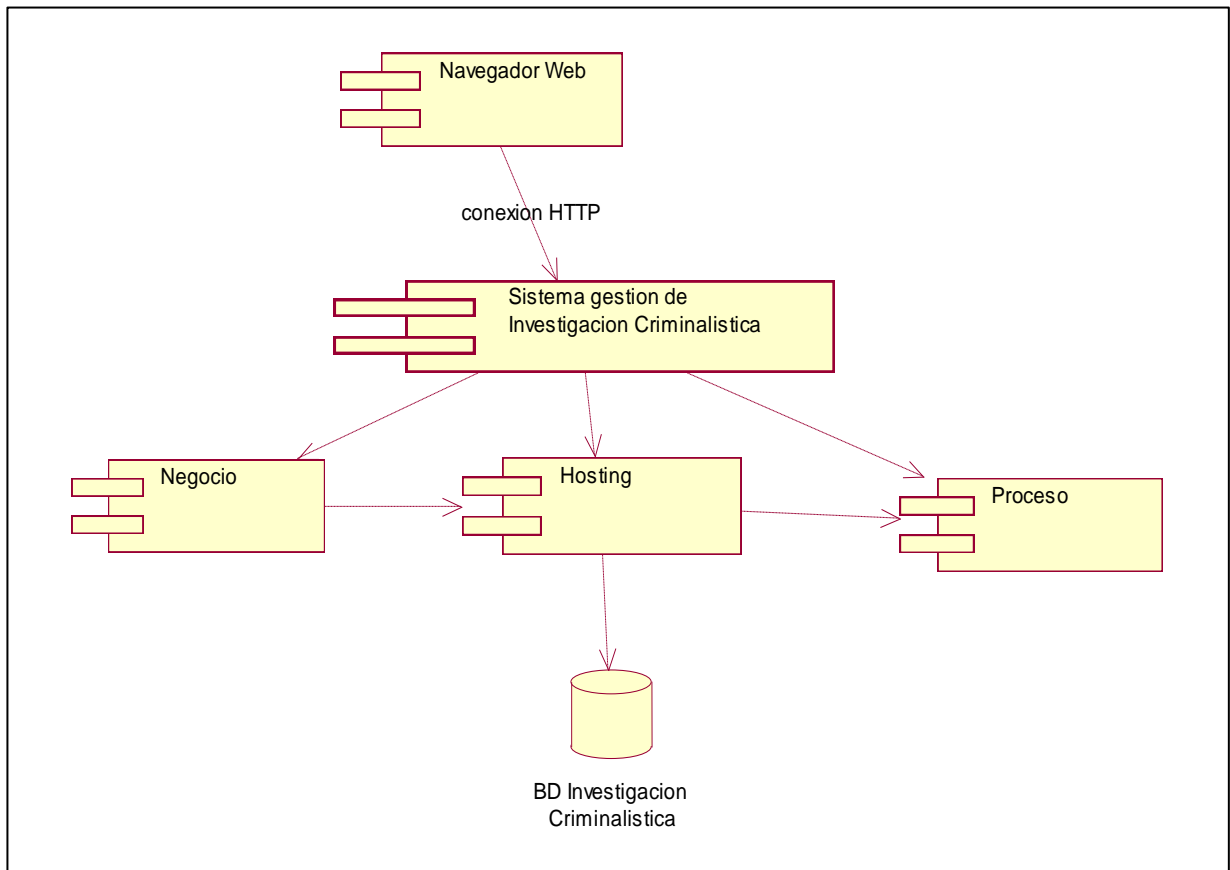 Navegador Web
conexion HTTP
Sistema gestion de
Investigacion Criminalistica
Negocio
Hosting
Proceso
BD Investigacion
Criminalistica